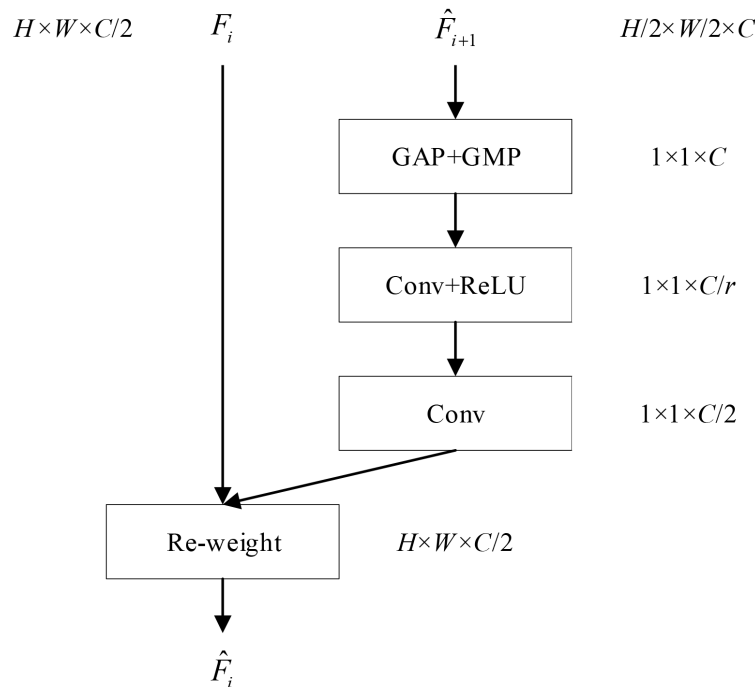 H×W×C/2 F_i F̂_{i+1} H/2×W/2×C
GAP+GMP 1×1×C
Conv+ReLU 1×1×C/r
Conv 1×1×C/2
Re-weight H×W×C/2
F̂_i